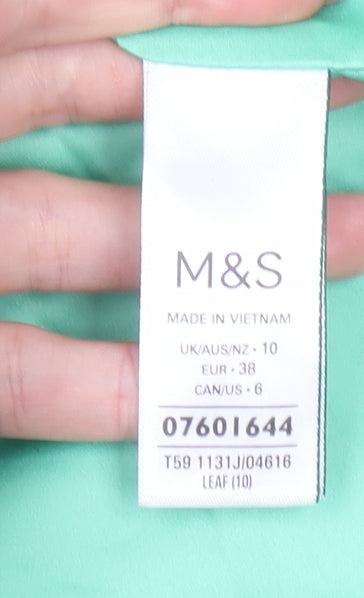 M&S
MADE IN VIETNAM
UK/AUS/NZ • 10
EUR • 38
CAN/US • 6
07601644
T59 1131J/04616
LEAF (10)